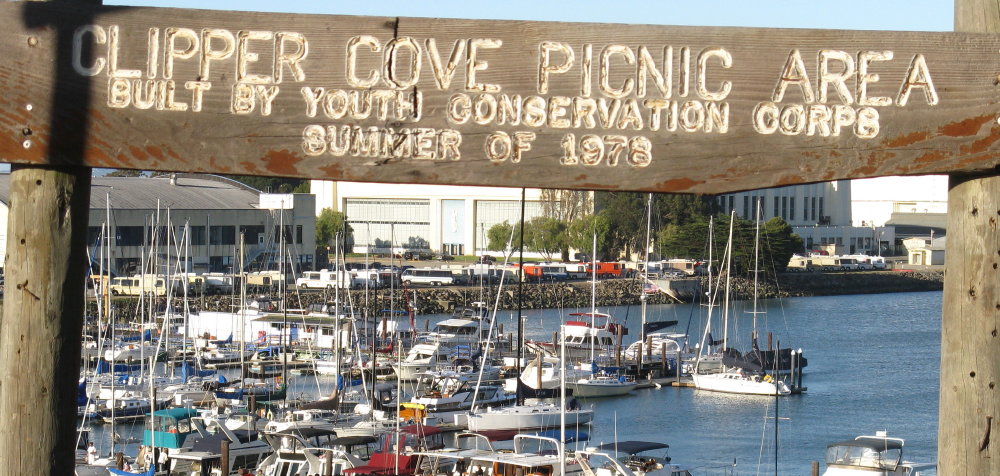 CLIPPER COVE PICNIC AREA
BUILT BY YOUTH CONSERVATION CORPS
SUMMER OF 1978